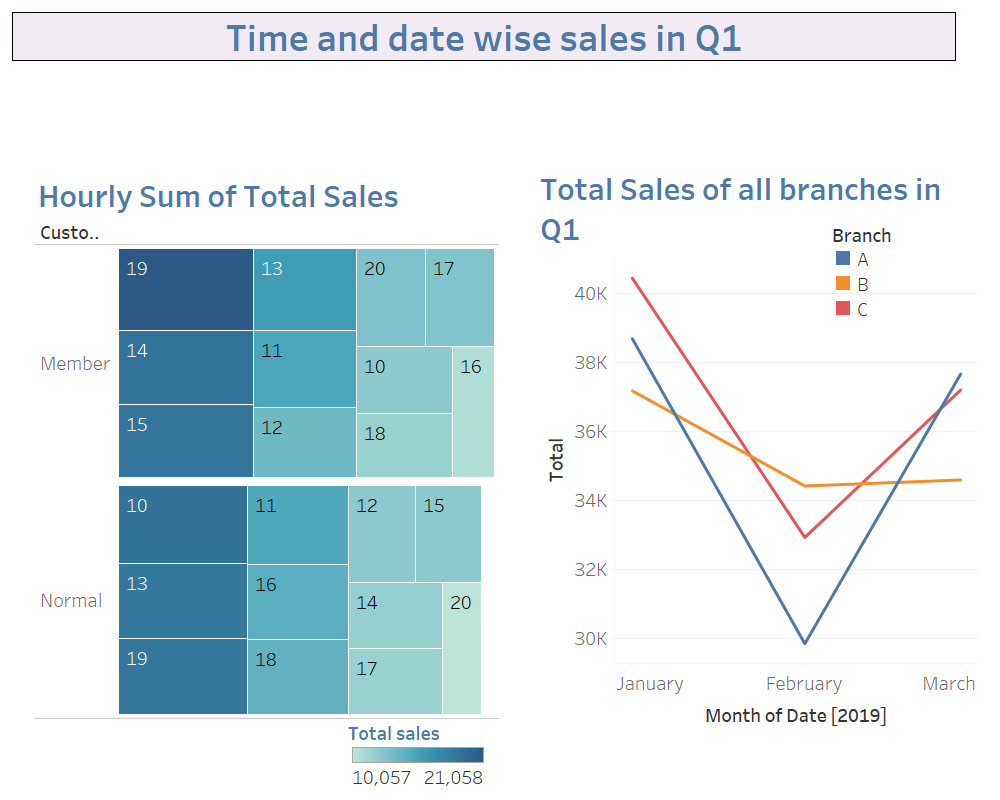 Time and date wise sales in Q1
Hourly Sum of Total Sales
Custo..
Member
19
14
15
13
11
12
20
17
10
18
16
Normal
10
13
19
11
16
18
12
15
14
17
20
Total sales
10,057 21,058
Total Sales of all branches in
Q1
Branch
A
B
C
Total
40K
38K
36K
34K
32K
30K
January February March
Month of Date [2019]